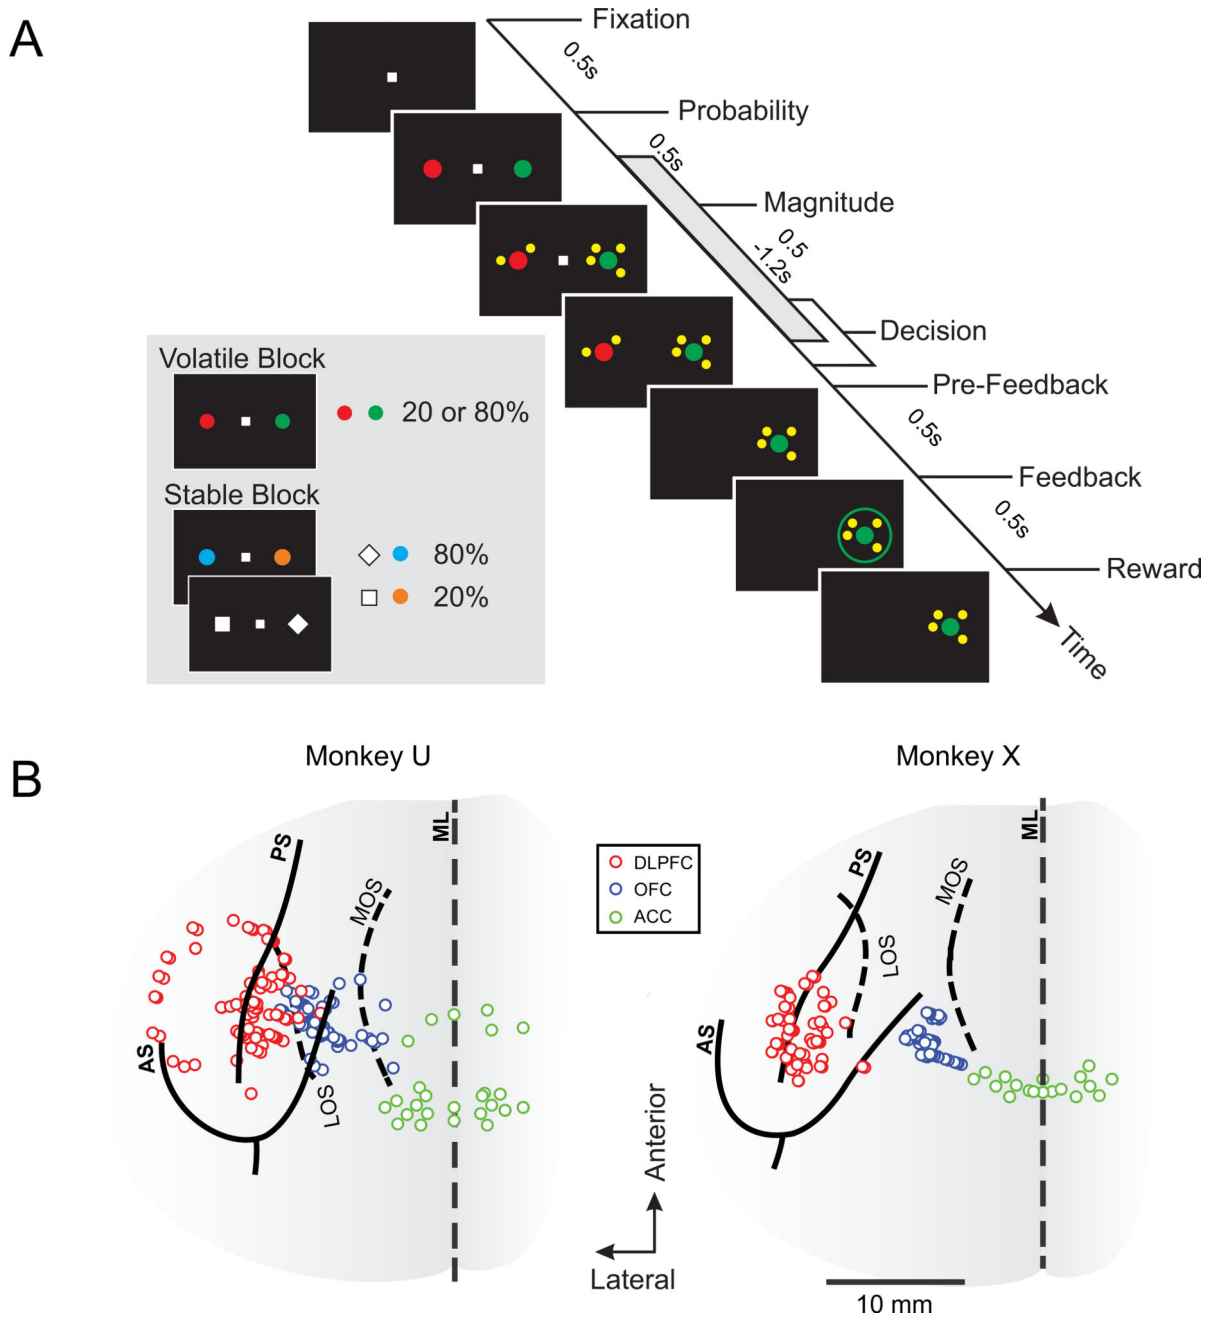 A
Fixation
0.5s
Probability
0.5s
Magnitude
0.5
-1.2s
Decision
Pre-Feedback
0.5s
Feedback
0.5s
Reward
Time
Volatile Block
20 or 80%
Stable Block
80%
20%
B
Monkey U
Monkey X
PS
ML
MOS
AS
LOS
DLPFC
OFC
ACC
PS
ML
MOS
LOS
AS
Anterior
Lateral
10 mm